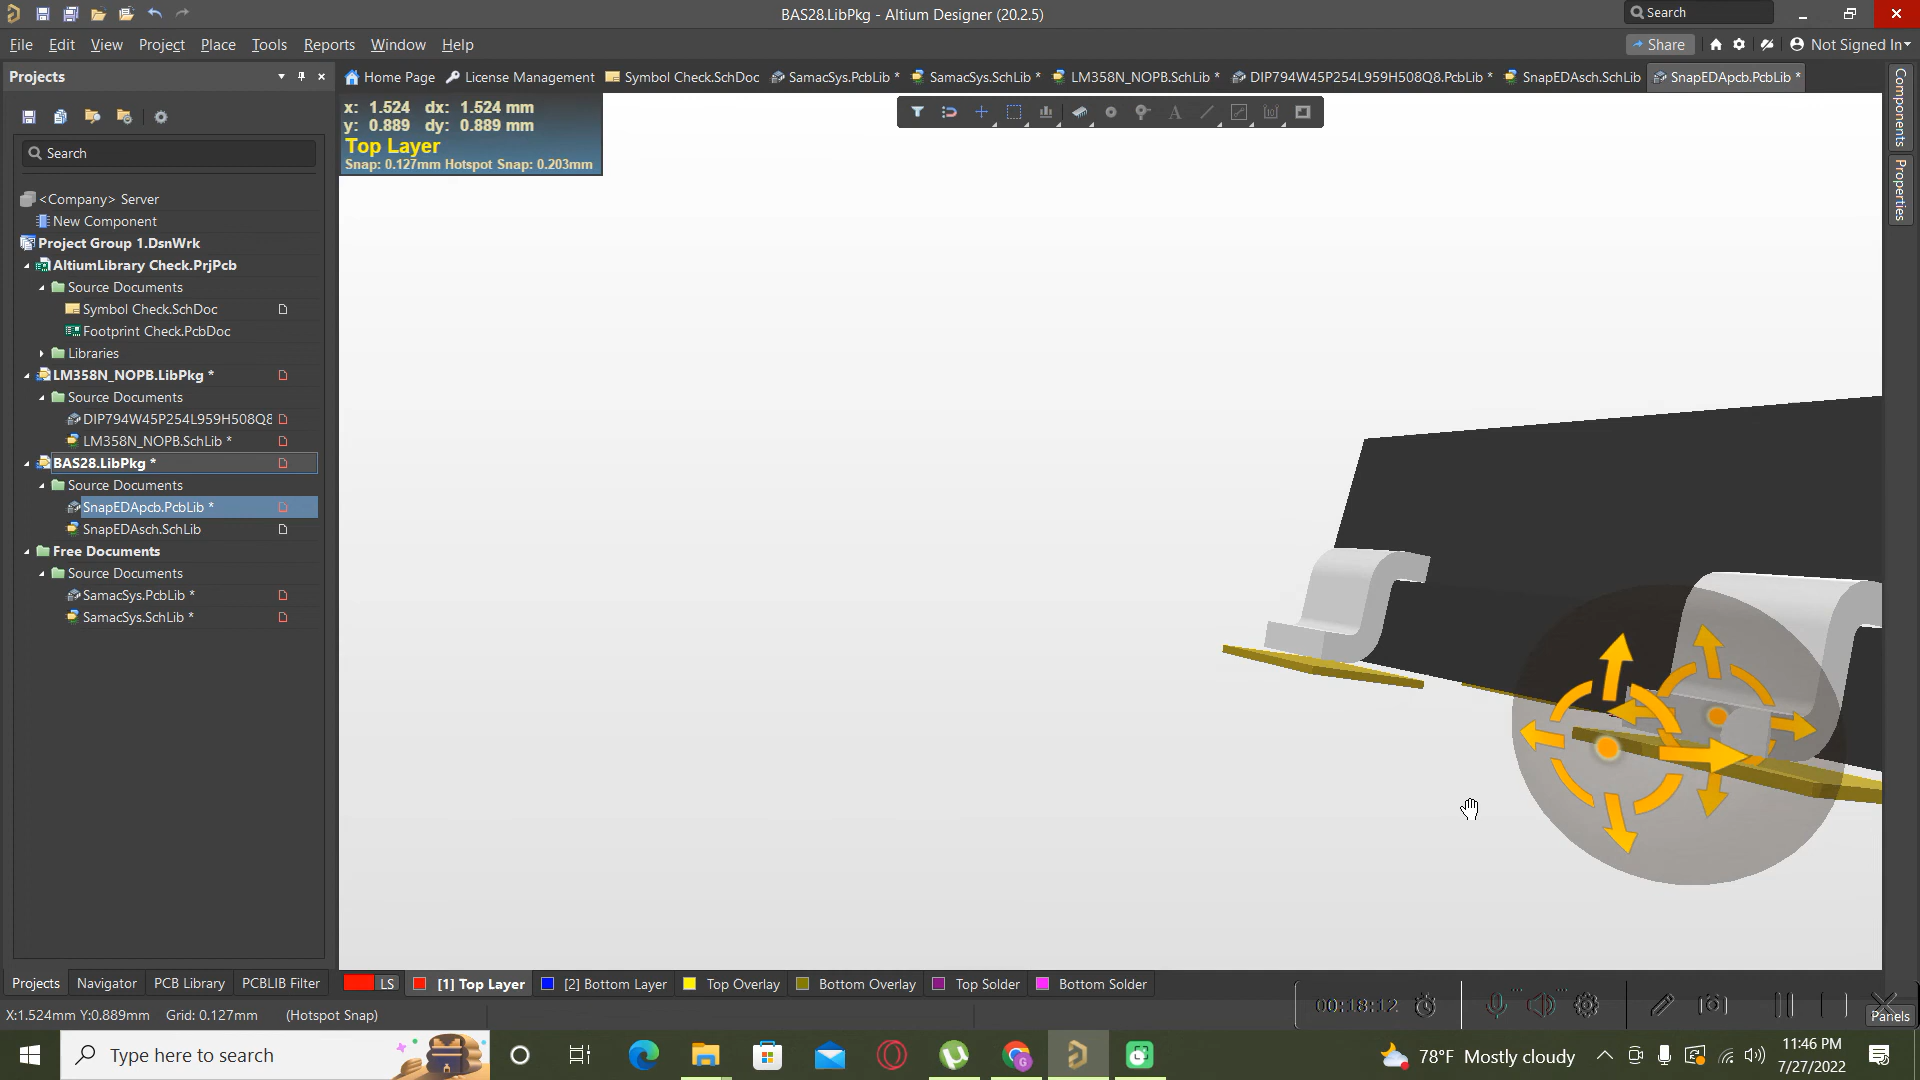 BAS28.LibPkg - Altium Designer (20.2.5)
Search
File Edit View Project Place Tools Reports Window Help
Share
Not Signed In
Projects
Home Page License Management Symbol Check.SchDoc SamacSys.PcbLib * SamacSys.SchLib * LM358N_NOPB.SchLib * DIP794W45P254L959H508Q8.PcbLib * SnapEDAsch.SchLib SnapEDApcb.PcbLib *
x: 1.524 dx: 1.524 mm
y: 0.889 dy: 0.889 mm
Top Layer
Snap: 0.127mm Hotspot Snap: 0.203mm
Components
Properties
Search
<Company> Server
New Component
Project Group 1.DsnWrk
AltiumLibrary Check.PrjPcb
Source Documents
Symbol Check.SchDoc
Footprint Check.PcbDoc
Libraries
LM358N_NOPB.LibPkg *
Source Documents
DIP794W45P254L959H508Q8
LM358N_NOPB.SchLib *
BAS28.LibPkg *
Source Documents
SnapEDApcb.PcbLib *
SnapEDAsch.SchLib
Free Documents
Source Documents
SamacSys.PcbLib *
SamacSys.SchLib *
Projects Navigator PCB Library PCBLIB Filter
LS [1] Top Layer [2] Bottom Layer Top Overlay Bottom Overlay Top Solder Bottom Solder
X:1.524mm Y:0.889mm Grid: 0.127mm (Hotspot Snap)
00:18:12
Panels
Type here to search
78°F Mostly cloudy
11:46 PM
7/27/2022